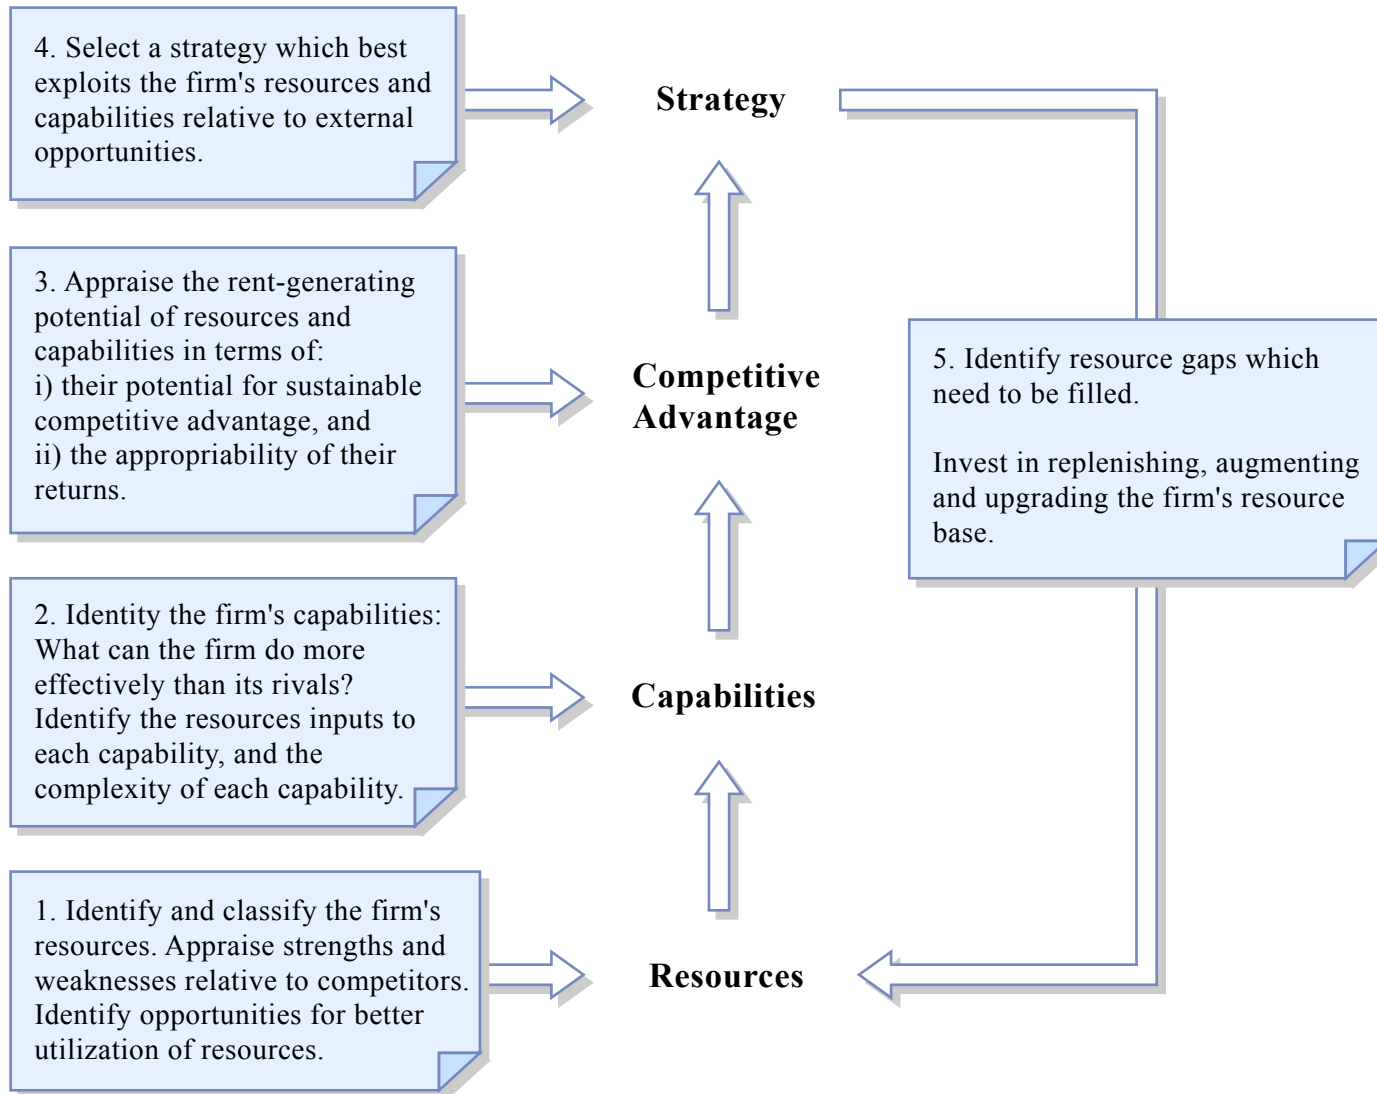 4. Select a strategy which best
exploits the firm's resources and
capabilities relative to external
opportunities.
Strategy
3. Appraise the rent-generating
potential of resources and
capabilities in terms of:
i) their potential for sustainable
competitive advantage, and
ii) the appropriability of their
returns.
Competitive
Advantage
5. Identify resource gaps which
need to be filled.
Invest in replenishing, augmenting
and upgrading the firm's resource
base.
2. Identity the firm's capabilities:
What can the firm do more
effectively than its rivals?
Identify the resources inputs to
each capability, and the
complexity of each capability.
Capabilities
1. Identify and classify the firm's
resources. Appraise strengths and
weaknesses relative to competitors.
Identify opportunities for better
utilization of resources.
Resources